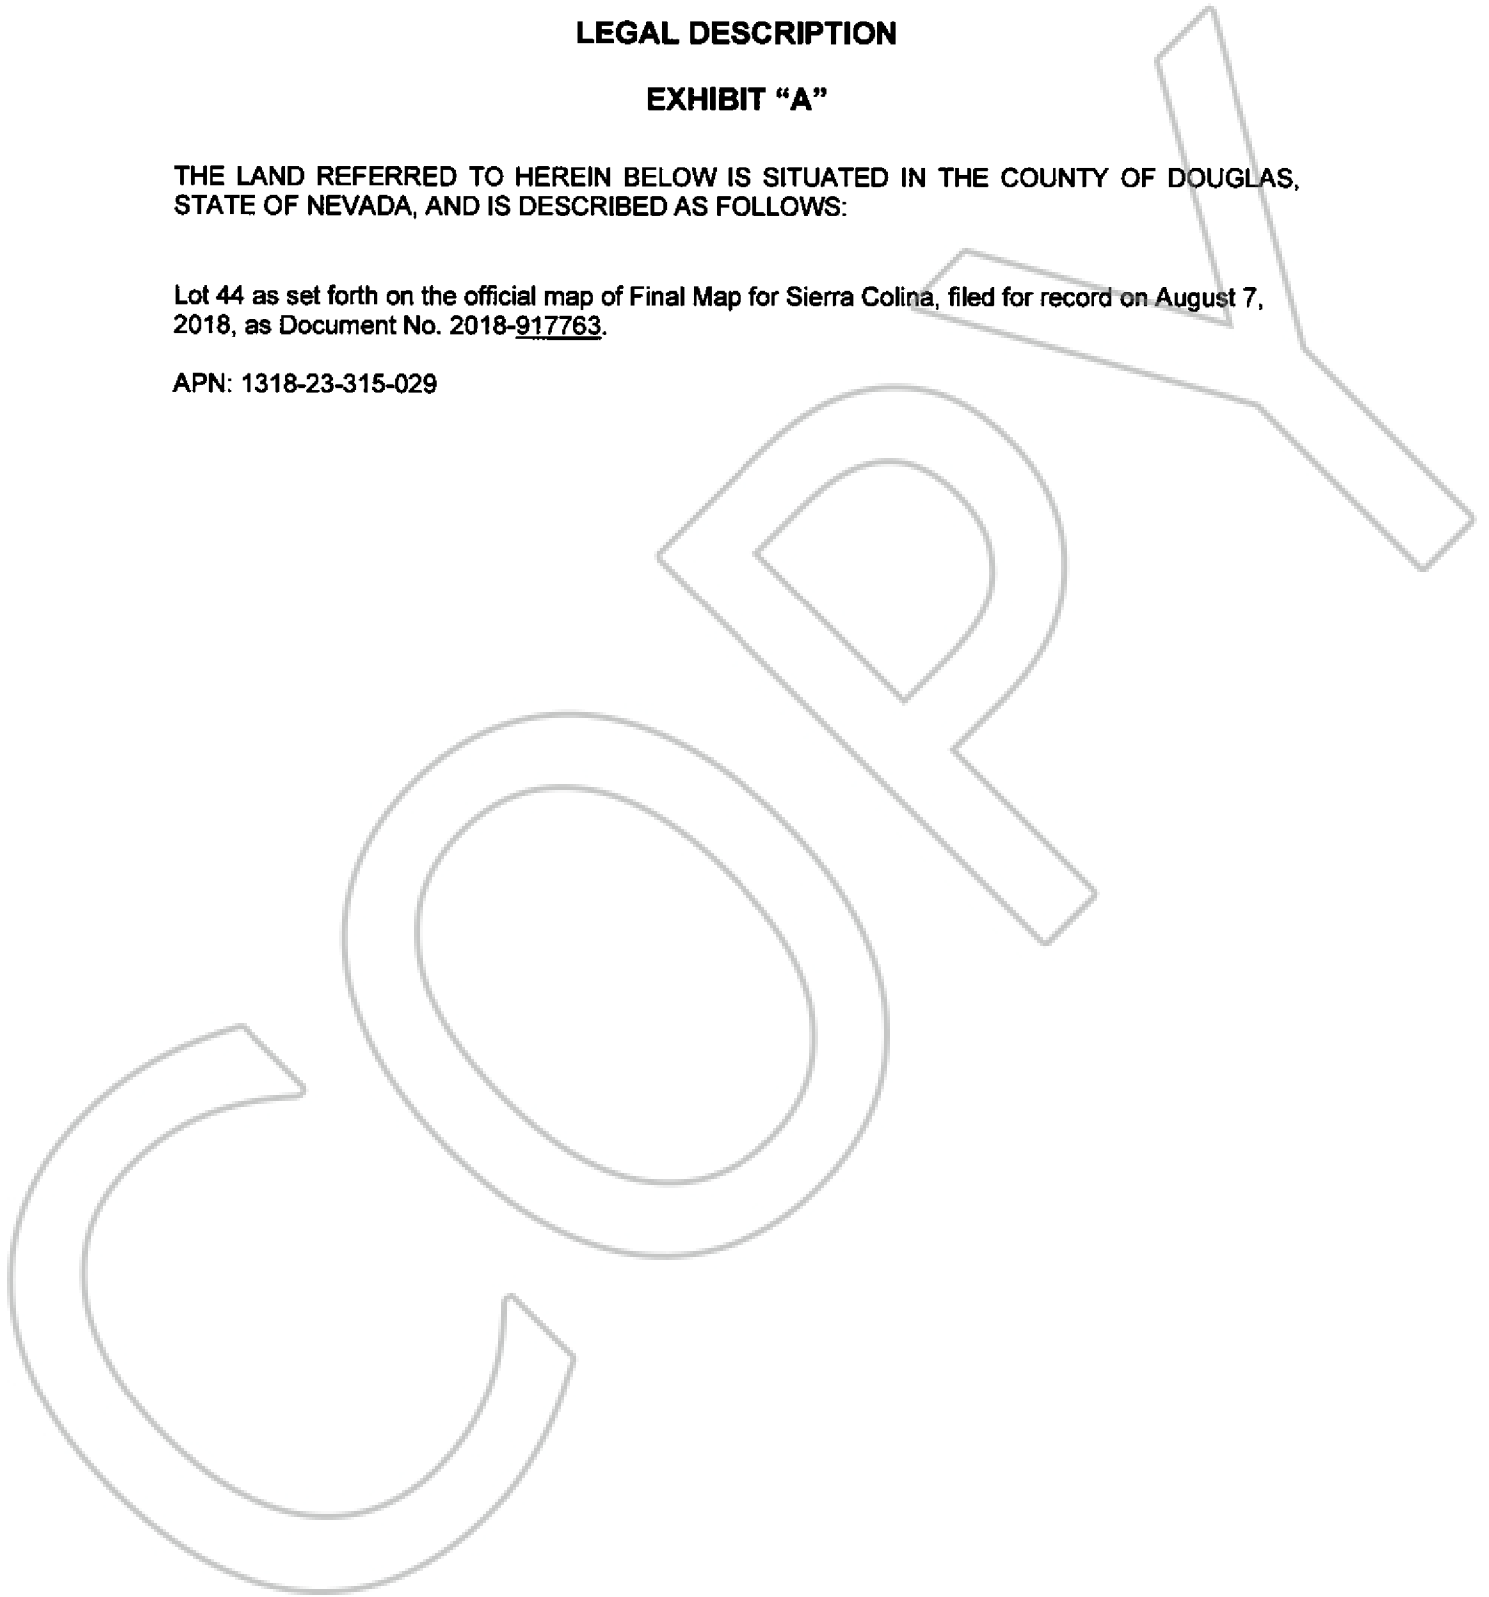 LEGAL DESCRIPTION
EXHIBIT “A”
THE LAND REFERRED TO HEREIN BELOW IS SITUATED IN THE COUNTY OF DOUGLAS,
STATE OF NEVADA, AND IS DESCRIBED AS FOLLOWS:
Lot 44 as set forth on the official map of Final Map for Sierra Colina, filed for record on August 7,
2018, as Document No. 2018-917763.
APN: 1318-23-315-029
COPY